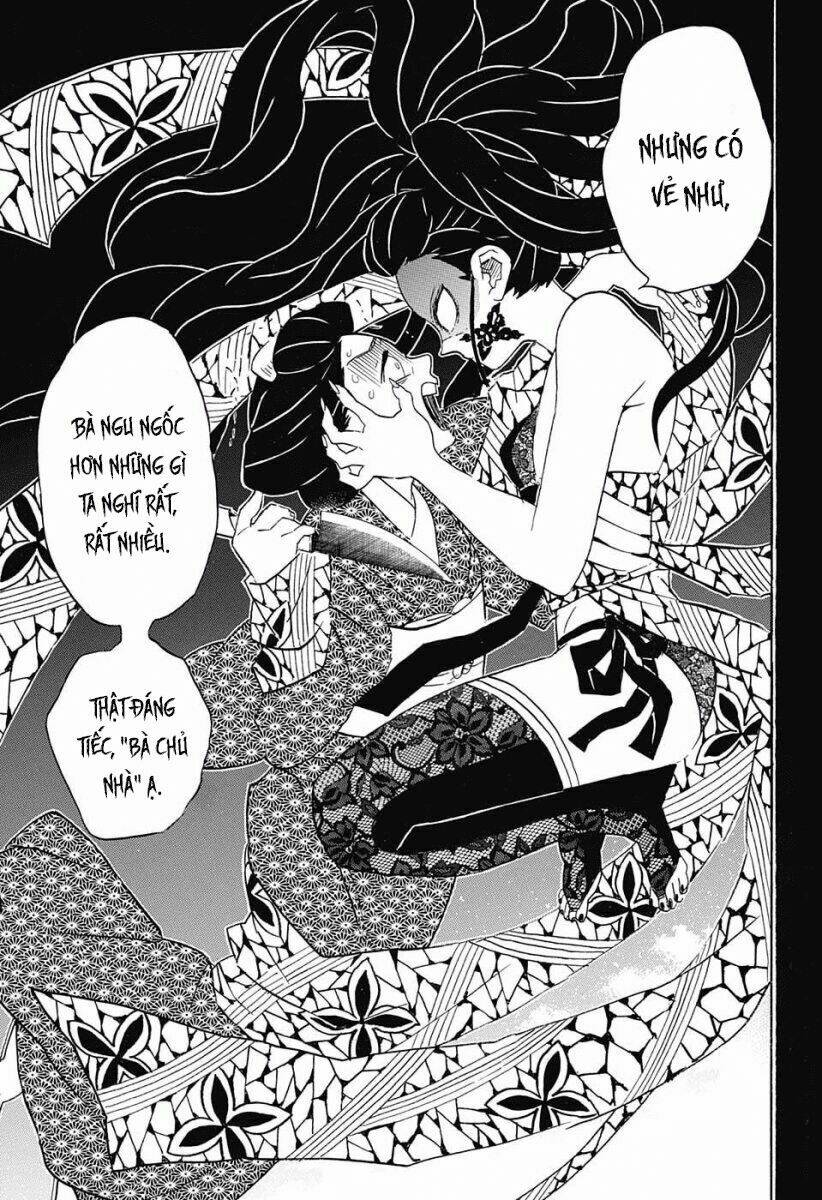 NHƯNG CÓ
VẺ NHƯ,
BÀ NGU NGỐC
HƠN NHỮNG GÌ
TA NGHĨ RẤT,
RẤT NHIỀU.
THẬT ĐÁNG
TIẾC, "BÀ CHỦ
NHÀ" Ạ.